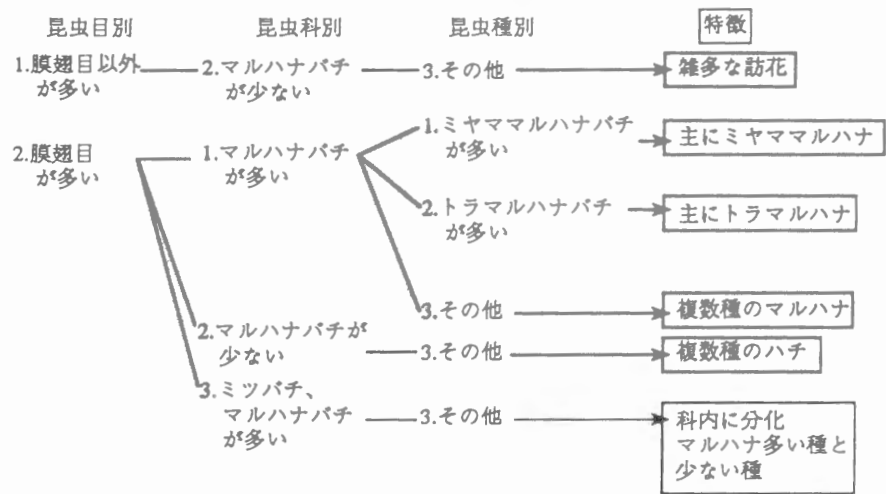 昆虫目別 昆虫科別 昆虫種別 特徴
1.膜翅目以外 2.マルハナバチ 3.その他 雑多な訪花
が多い が少ない
1.ミヤママルハナバチ
が多い
主にミヤママルハナ
2.膜翅目 1.マルハナバチ
が多い が多い
2.トラマルハナバチ
が多い
主にトラマルハナ
3.その他 複数種のマルハナ
2.マルハナバチが
少ない
3.その他 複数種のハチ
3.ミツバチ、
マルハナバチ
が多い
3.その他
科内に分化
マルハナ多い種と
少ない種